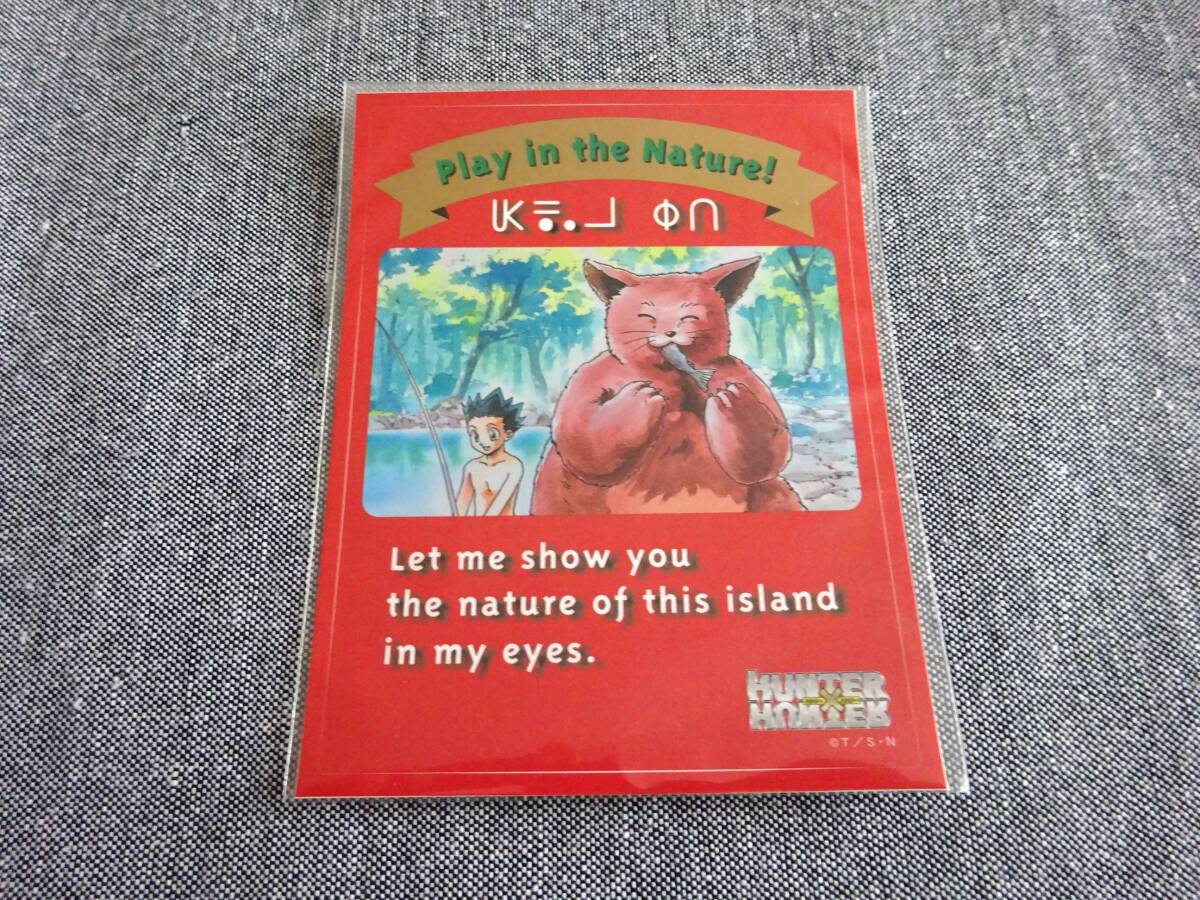 Play in the Nature!
Let me show you
the nature of this island
in my eyes.
HUNTER
×
HUNTER
©T/S・N